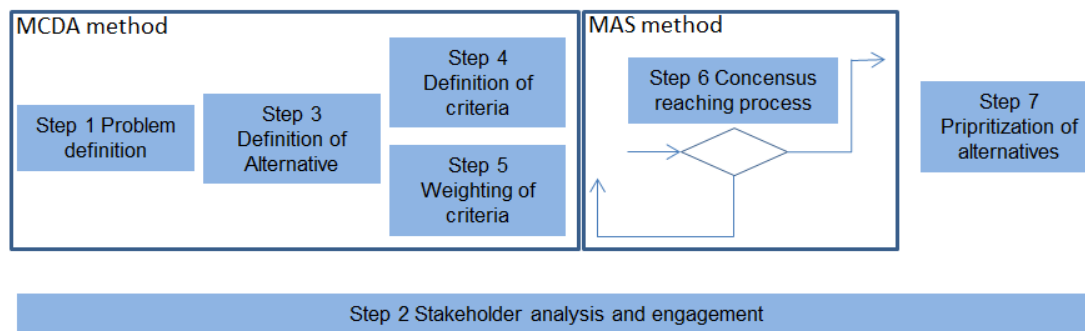 MCDA method
MAS method
Step 1 Problem
definition
Step 3
Definition of
Alternative
Step 4
Definition of
criteria
Step 5
Weighting of
criteria
Step 6 Concensus
reaching process
Step 7
Pripritization of
alternatives
Step 2 Stakeholder analysis and engagement